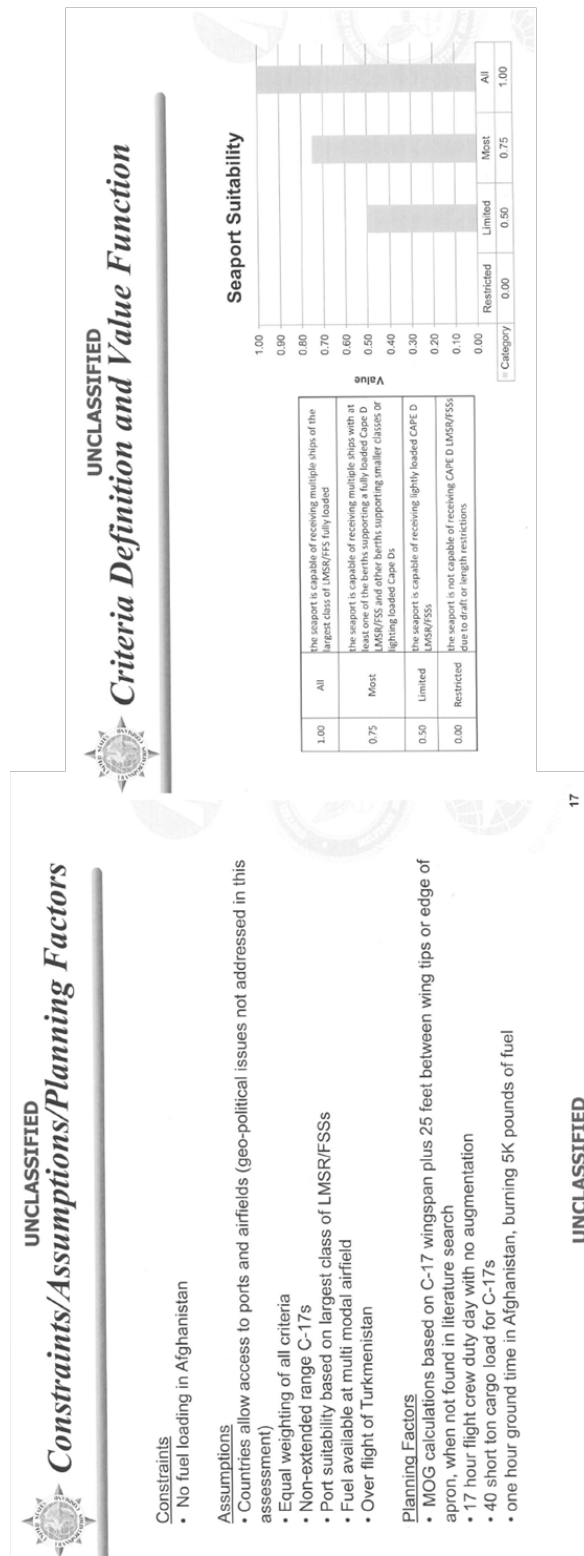 UNCLASSIFIED
Constraints/Assumptions/Planning Factors
Constraints
• No fuel loading in Afghanistan
Assumptions
• Countries allow access to ports and airfields (geo-political issues not addressed in this
assessment)
• Equal weighting of all criteria
• Non-extended range C-17s
• Port suitability based on largest class of LMSR/FSSs
• Fuel available at multi modal airfield
• Over flight of Turkmenistan
Planning Factors
• MOG calculations based on C-17 wingspan plus 25 feet between wing tips or edge of
apron, when not found in literature search
• 17 hour flight crew duty day with no augmentation
• 40 short ton cargo load for C-17s
• one hour ground time in Afghanistan, burning 5K pounds of fuel
UNCLASSIFIED
17
UNCLASSIFIED
Criteria Definition and Value Function
1.00 All the seaport is capable of receiving multiple ships of the
largest class of LMSR/FFS fully loaded
0.75 Most the seaport is capable of receiving multiple ships with at
least one of the berths supporting a fully loaded Cape D
LMSR/FSS and other berths supporting smaller classes or
lighting loaded Cape Ds
0.50 Limited the seaport is capable of receiving lightly loaded CAPE D
LMSR/FSSs
0.00 Restricted the seaport is not capable of receiving CAPE D LMSR/FSSs
due to draft or length restrictions
Seaport Suitability
Value
1.00
0.90
0.80
0.70
0.60
0.50
0.40
0.30
0.20
0.10
0.00
Restricted Limited Most All
Category 0.00 0.50 0.75 1.00